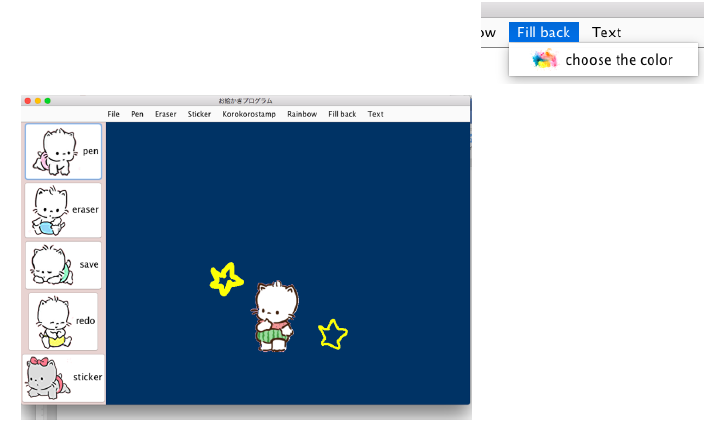 Fill back Text
choose the color
お絵かきプログラム
File Pen Eraser Sticker Korokorostamp Rainbow Fill back Text
pen
eraser
save
redo
sticker